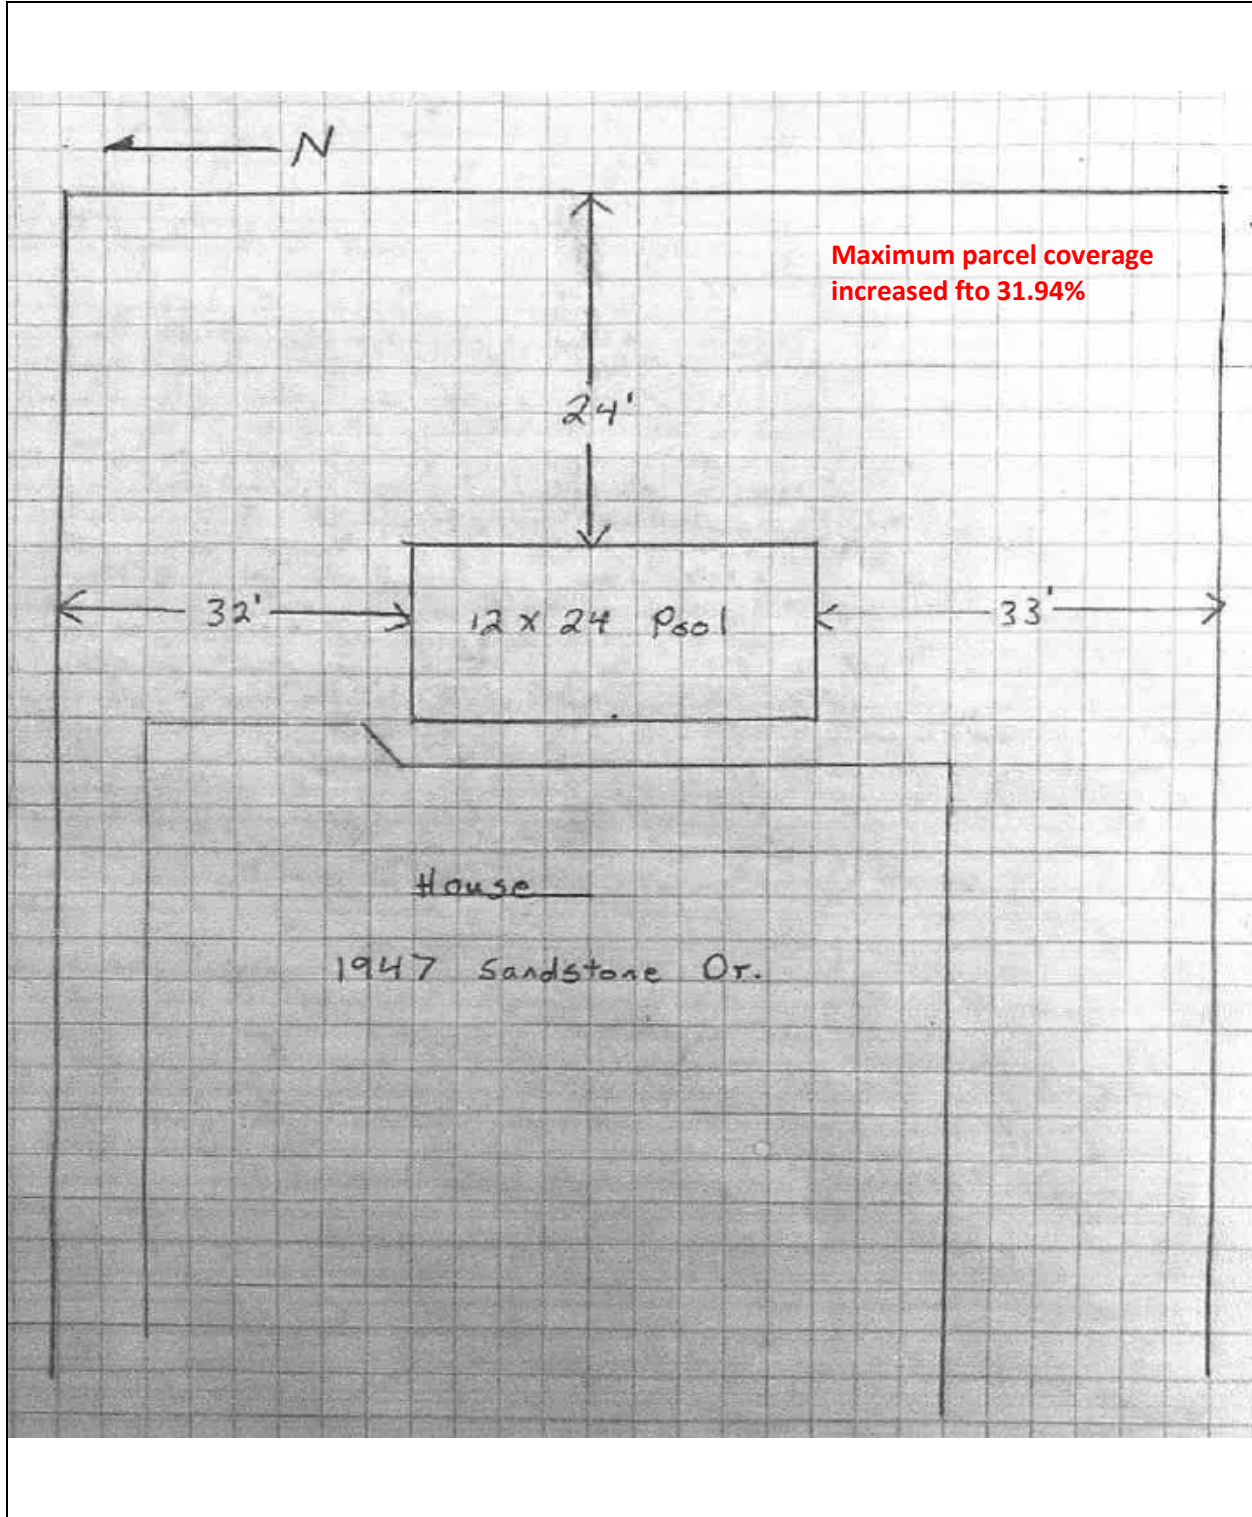 N
Maximum parcel coverage
increased fto 31.94%
24'
32'
12 x 24 Pool
33'
House
1947 Sandstone Dr.